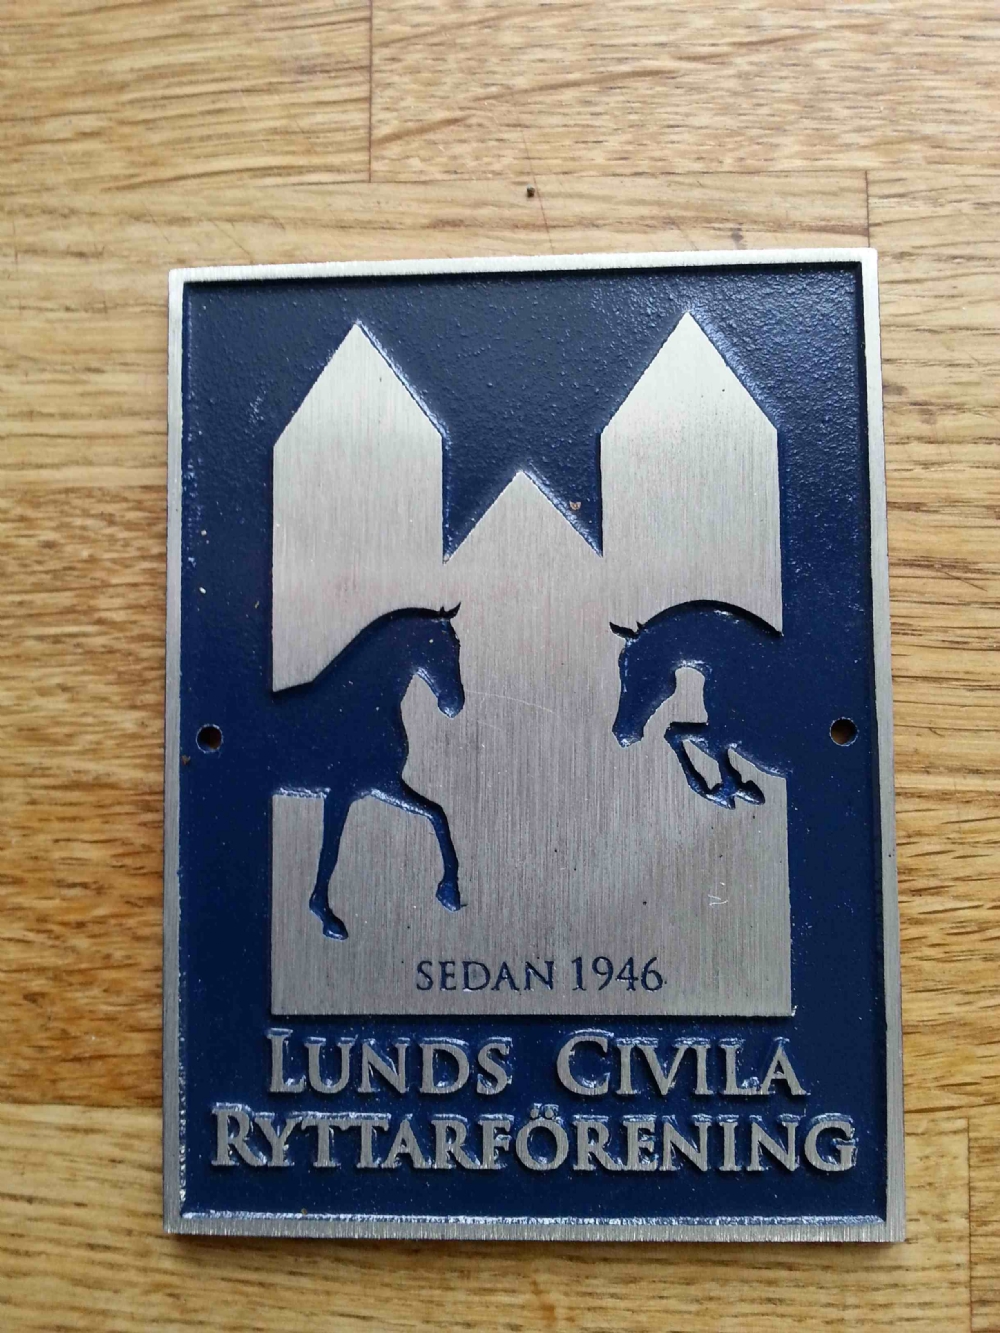 SEDAN 1946
LUNDS CIVILA
RYTTARFÖRENING